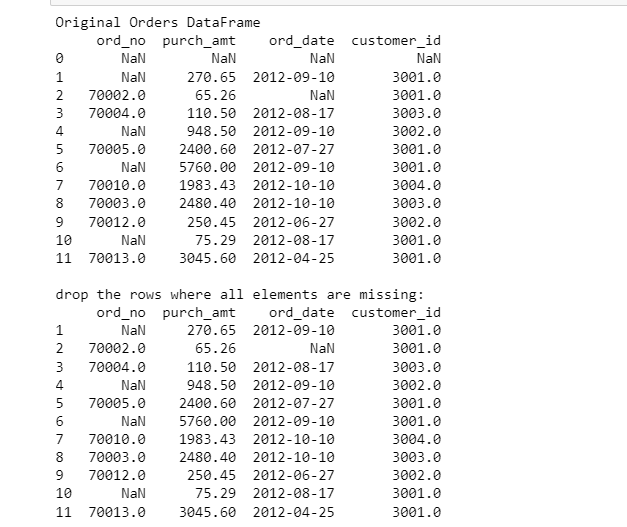 Original Orders DataFrame
     ord_no  purch_amt    ord_date  customer_id
0       NaN        NaN         NaN          NaN
1       NaN     270.65  2012-09-10       3001.0
2   70002.0      65.26         NaN       3001.0
3   70004.0     110.50  2012-08-17       3003.0
4       NaN     948.50  2012-09-10       3002.0
5   70005.0    2400.60  2012-07-27       3001.0
6       NaN    5760.00  2012-09-10       3001.0
7   70010.0    1983.43  2012-10-10       3004.0
8   70003.0    2480.40  2012-10-10       3003.0
9   70012.0     250.45  2012-06-27       3002.0
10      NaN      75.29  2012-08-17       3001.0
11  70013.0    3045.60  2012-04-25       3001.0
drop the rows where all elements are missing:
     ord_no  purch_amt    ord_date  customer_id
1       NaN     270.65  2012-09-10       3001.0
2   70002.0      65.26         NaN       3001.0
3   70004.0     110.50  2012-08-17       3003.0
4       NaN     948.50  2012-09-10       3002.0
5   70005.0    2400.60  2012-07-27       3001.0
6       NaN    5760.00  2012-09-10       3001.0
7   70010.0    1983.43  2012-10-10       3004.0
8   70003.0    2480.40  2012-10-10       3003.0
9   70012.0     250.45  2012-06-27       3002.0
10      NaN      75.29  2012-08-17       3001.0
11  70013.0    3045.60  2012-04-25       3001.0